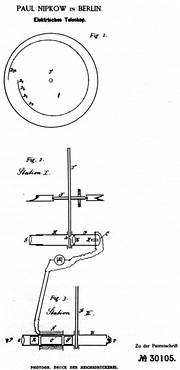 PAUL NIPKOW IN BERLIN.
Elektrisches Teleskop.
Fig. 1.
Fig. 2.
Station I.
Fig. 3.
Station II.
Zu der Patentschrift
№ 30105.
PHOTOGR. DRUCK DER REICHSDRUCKEREI.